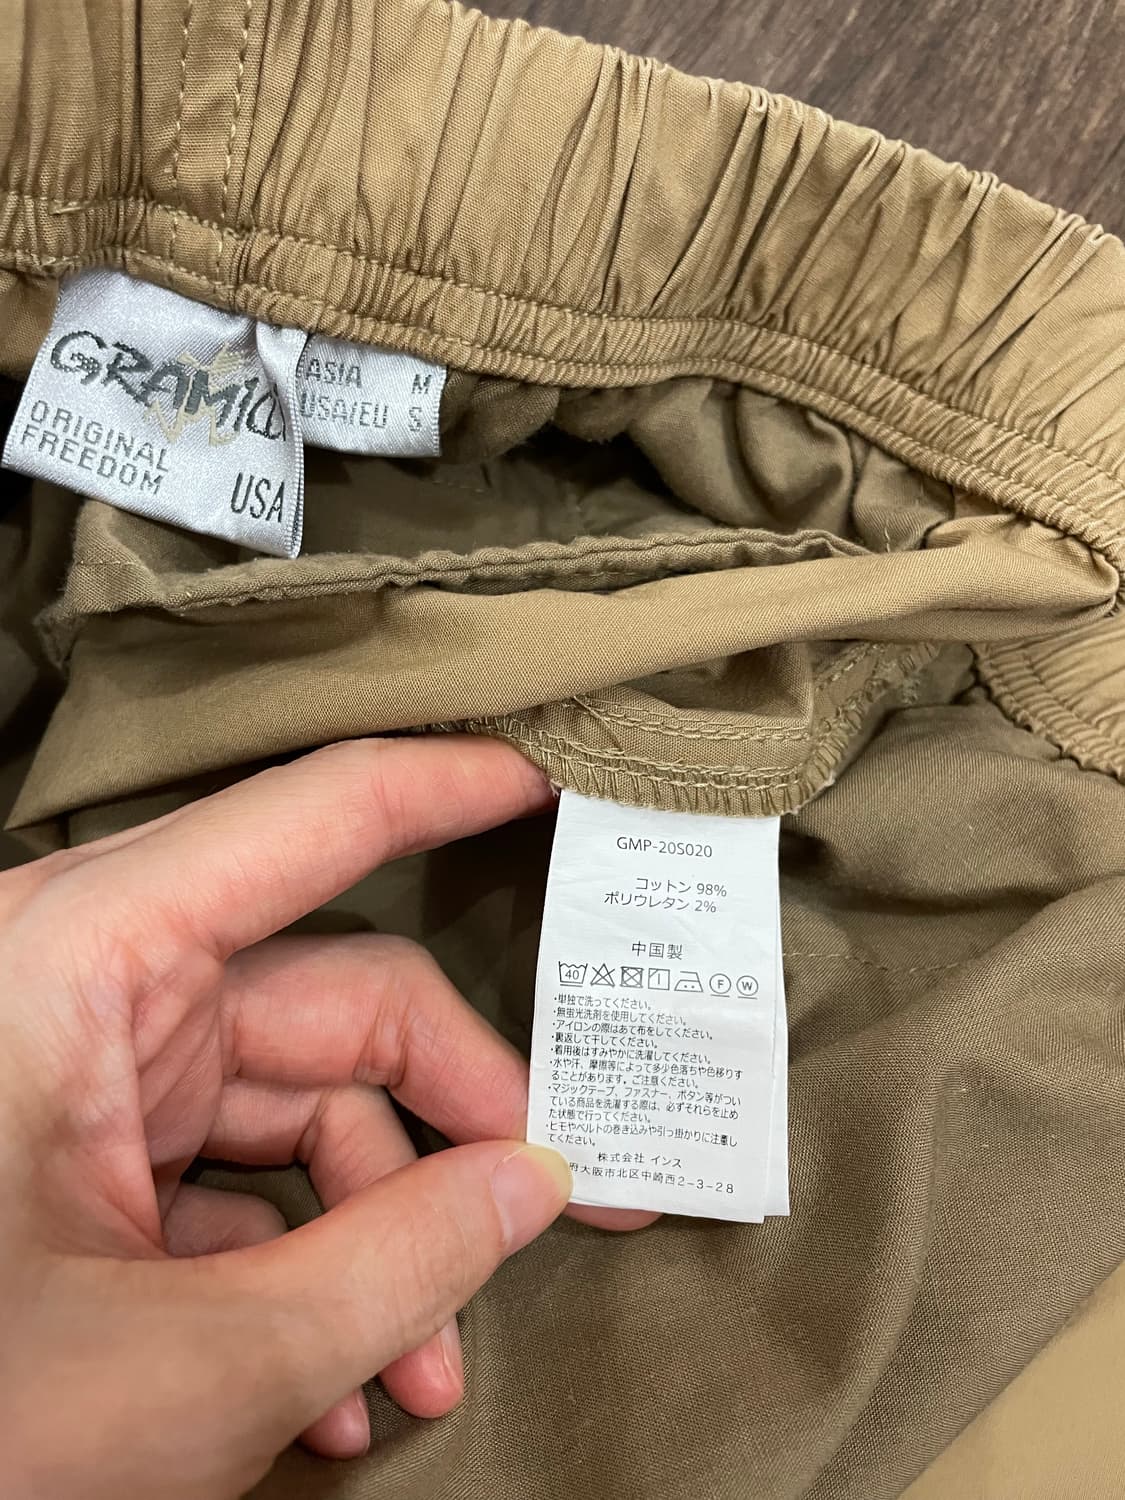 GRAMICCI
ORIGINAL
FREEDOM
USA
ASIA M
USA/EU S
GMP-20S020
コットン 98%
ポリウレタン 2%
中国製
40
F W
・単独で洗ってください。
・無蛍光洗剤を使用してください。
・アイロンの際はあて布をしてください。
・裏返して干してください。
・着用後はすみやかに洗濯してください。
・水や汗、摩擦等によって多少色落ちや色移りす
ることがあります。ご注意ください。
・マジックテープ、ファスナー、ボタン等がつい
ている商品を洗濯する際は、必ずそれらを止め
た状態で行ってください。
・ヒモやベルトの巻き込みや引っ掛かりに注意し
てください。
株式会社 インス
府大阪市北区中崎西2-3-28